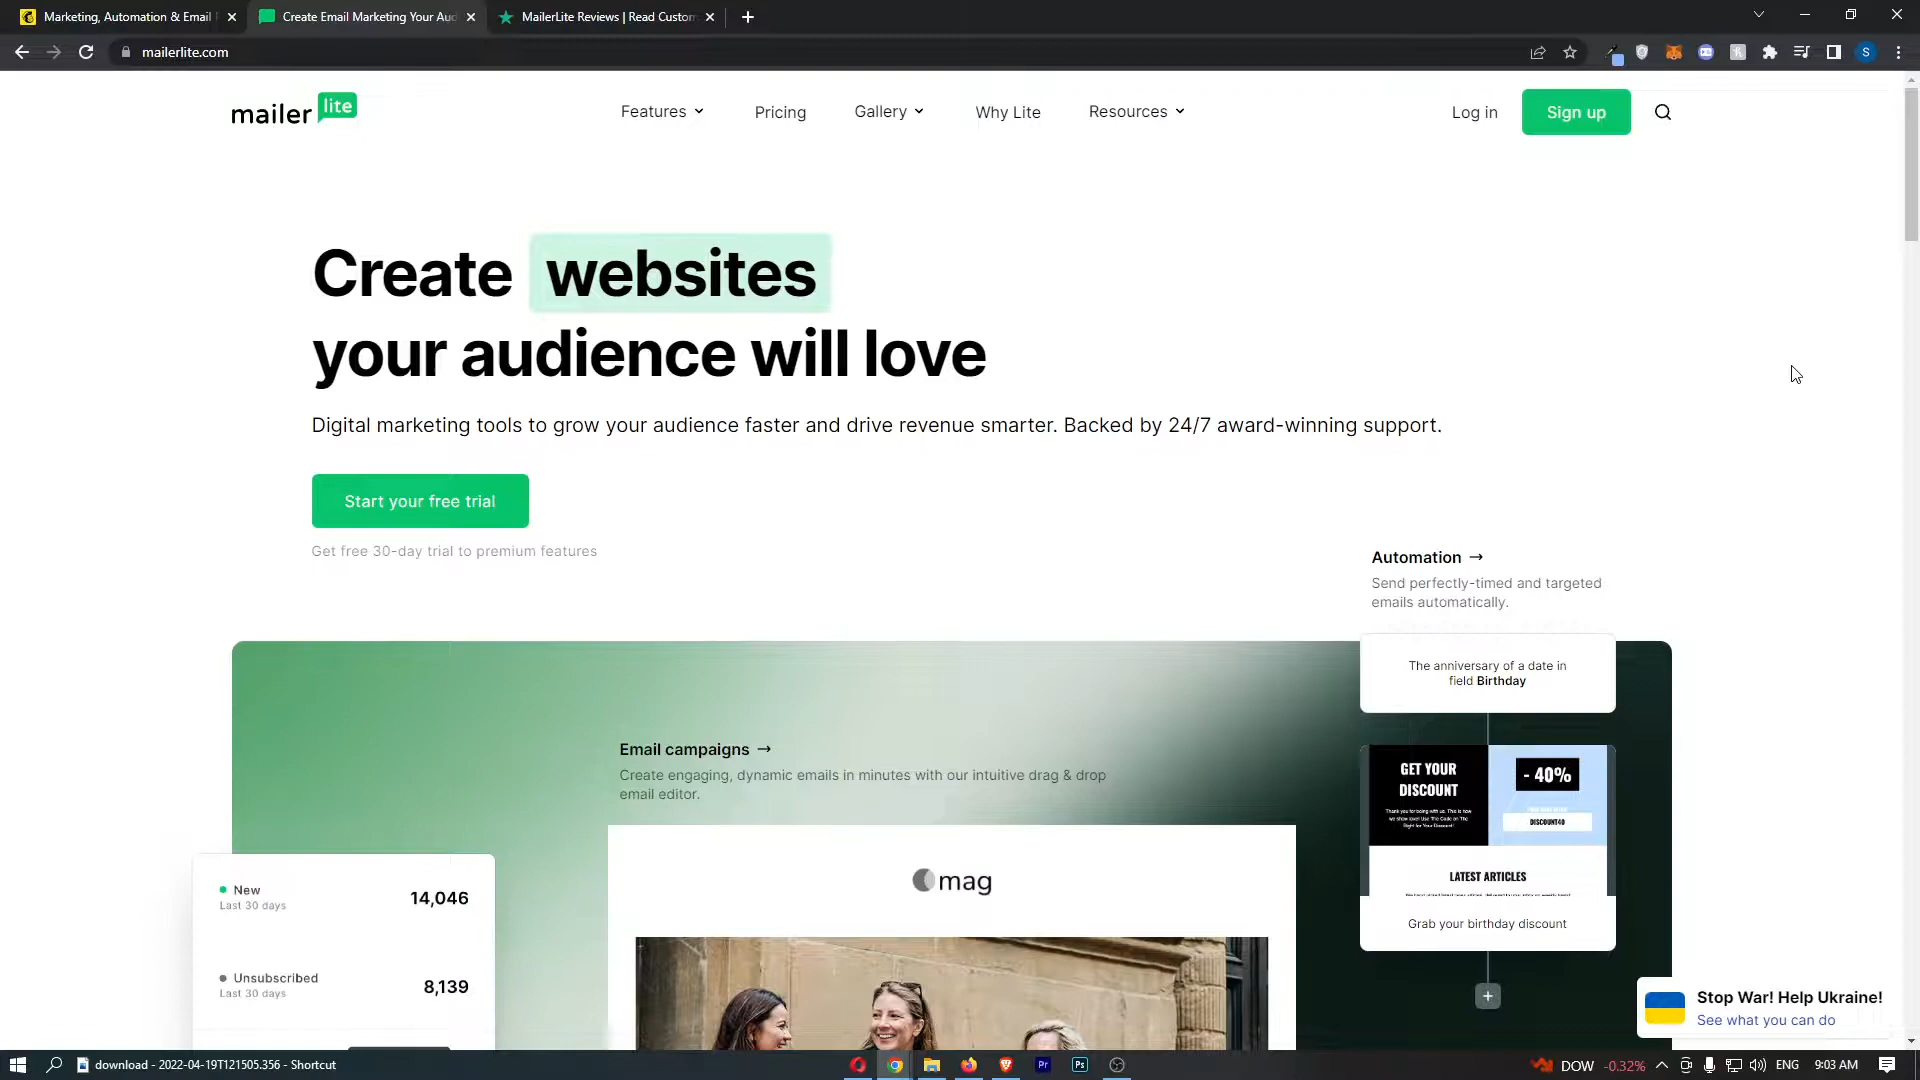 Marketing, Automation & Email
Create Email Marketing Your Aud
MailerLite Reviews | Read Custom
mailerlite.com
S
mailer lite
Features
Pricing
Gallery
Why Lite
Resources
Log in
Sign up
Create websites
your audience will love
Digital marketing tools to grow your audience faster and drive revenue smarter. Backed by 24/7 award-winning support.
Start your free trial
Get free 30-day trial to premium features
Automation →
Send perfectly-timed and targeted
emails automatically.
The anniversary of a date in
field Birthday
Email campaigns →
Create engaging, dynamic emails in minutes with our intuitive drag & drop
email editor.
GET YOUR
DISCOUNT
- 40%
DISCOUNT40
LATEST ARTICLES
Grab your birthday discount
mag
New
Last 30 days
14,046
Unsubscribed
Last 30 days
8,139
Stop War! Help Ukraine!
See what you can do
download - 2022-04-19T121505.356 - Shortcut
Pr
Ps
DOW -0.32%
ENG
9:03 AM